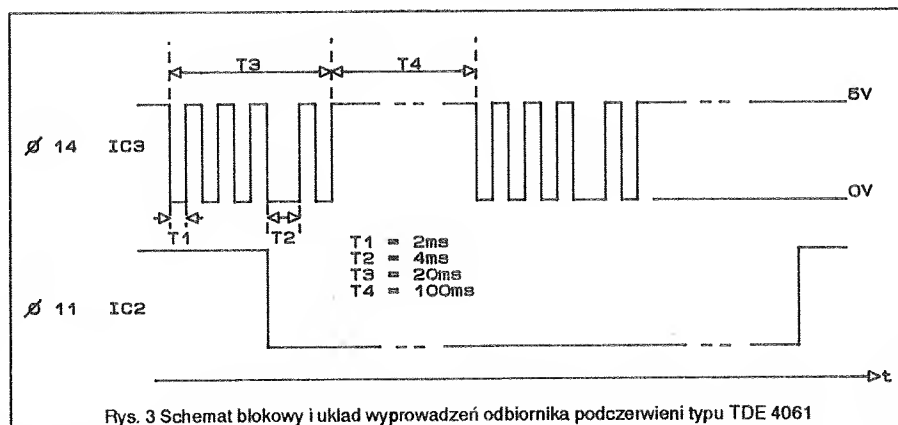 T3
T4
5V
Ø 14 IC3
0V
T1
T2
T1 = 2ms
T2 = 4ms
T3 = 20ms
T4 = 100ms
Ø 11 IC2
t
Rys. 3 Schemat blokowy i układ wyprowadzeń odbiornika podczerwieni typu TDE 4061